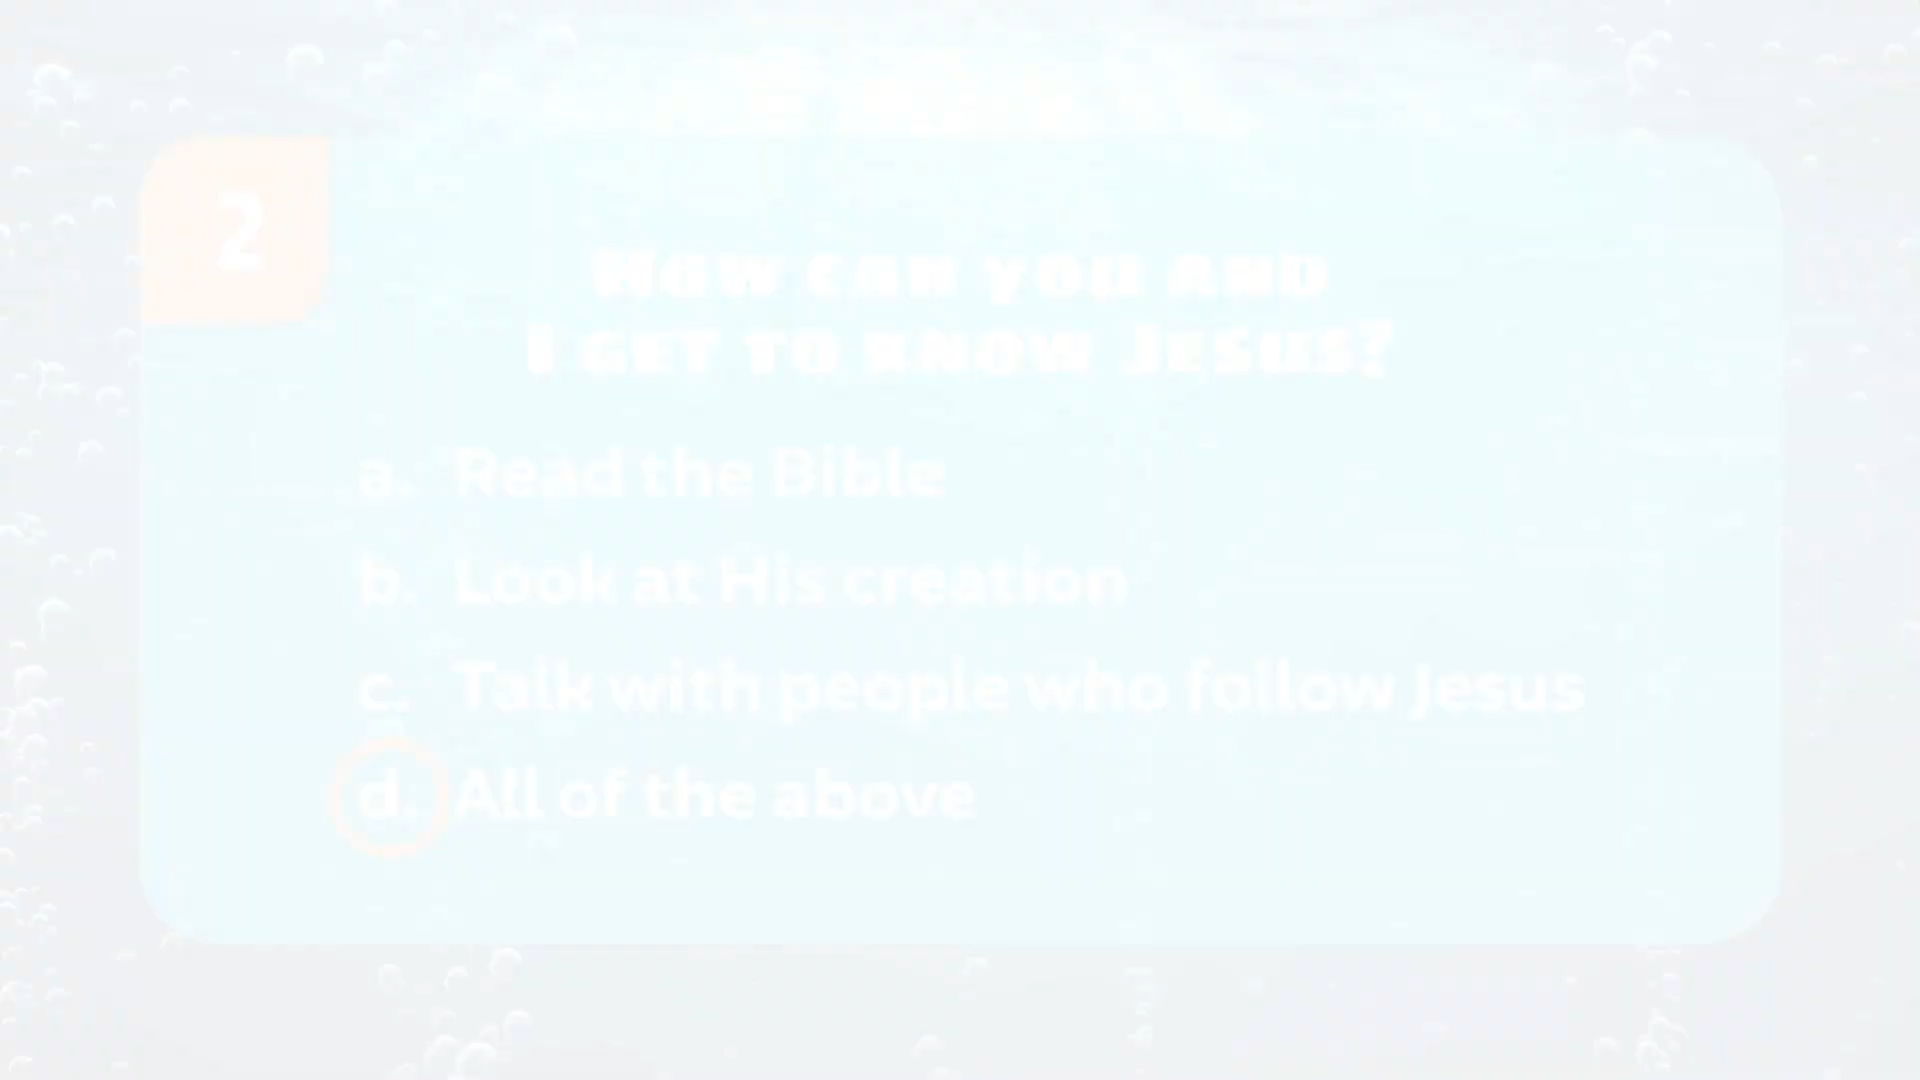 2
How can you and
I get to know Jesus?
a. Read the Bible
b. Look at His creation
c. Talk with people who follow Jesus
d. All of the above